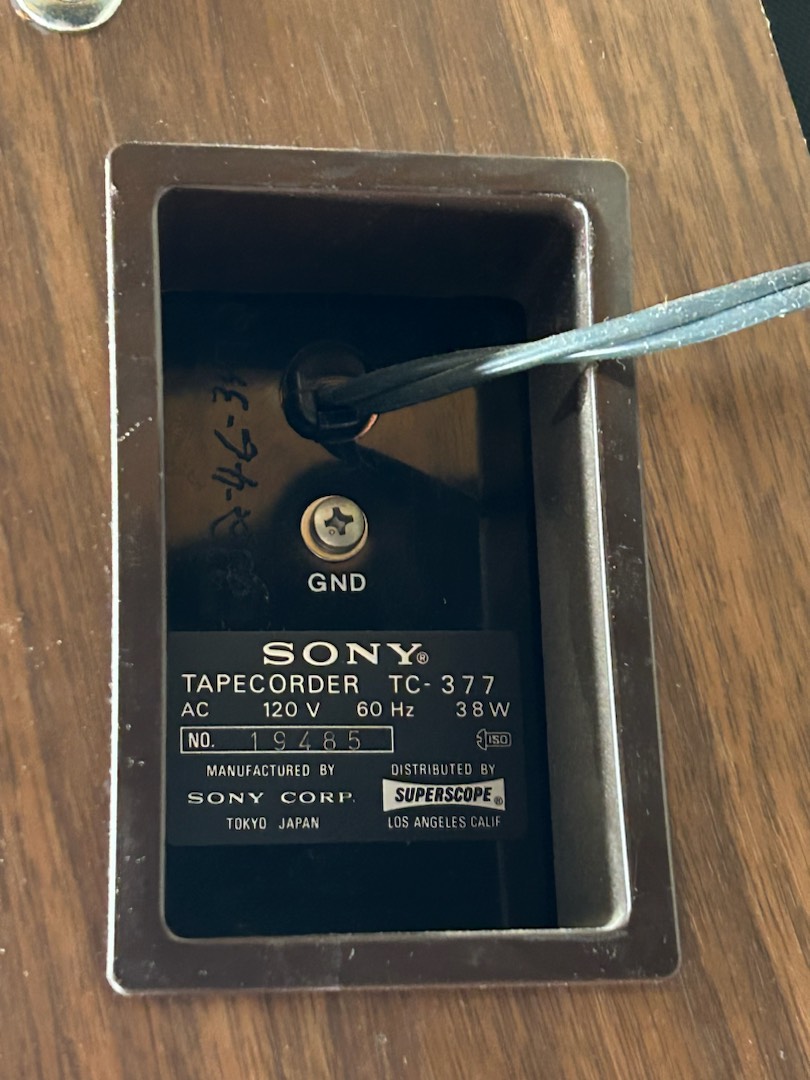 GND
SONY®
TAPECORDER TC-377
AC 120 V 60 Hz 38 W
NO. 19485
ISO
MANUFACTURED BY
SONY CORP.
TOKYO JAPAN
DISTRIBUTED BY
SUPERSCOPE®
LOS ANGELES CALIF